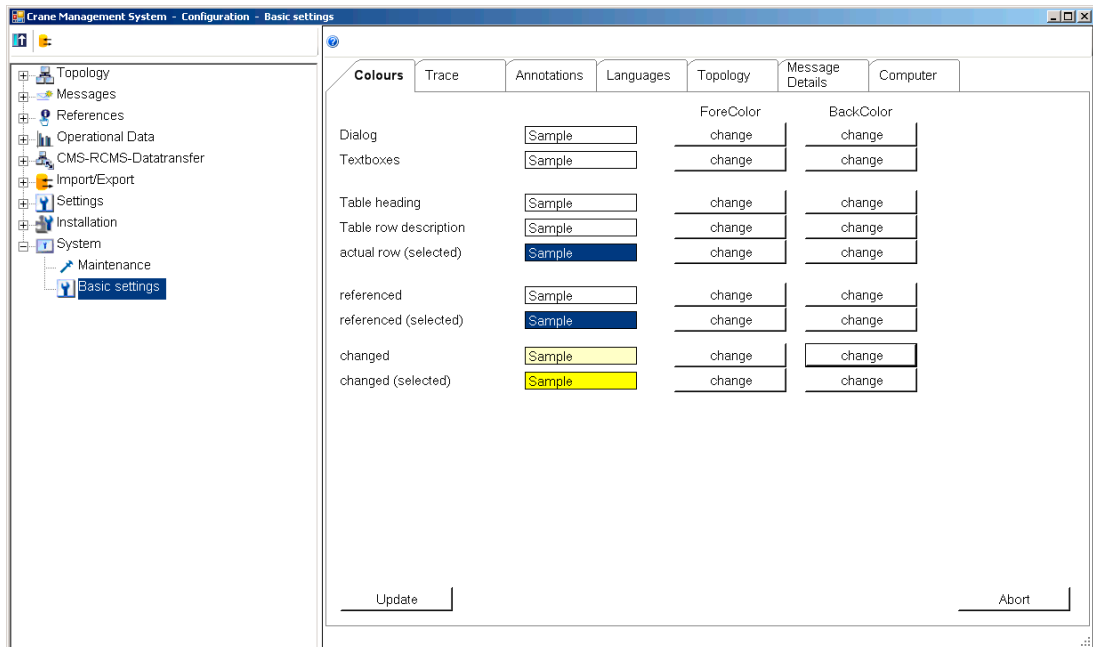 Crane Management System - Configuration - Basic settings
Topology
Messages
References
Operational Data
CMS-RCMS-Datatransfer
Import/Export
Settings
Installation
System
Maintenance
Basic settings
Colours Trace Annotations Languages Topology Message Details Computer
ForeColor BackColor
Dialog Sample change change
Textboxes Sample change change
Table heading Sample change change
Table row description Sample change change
actual row (selected) Sample change change
referenced Sample change change
referenced (selected) Sample change change
changed Sample change change
changed (selected) Sample change change
Update Abort